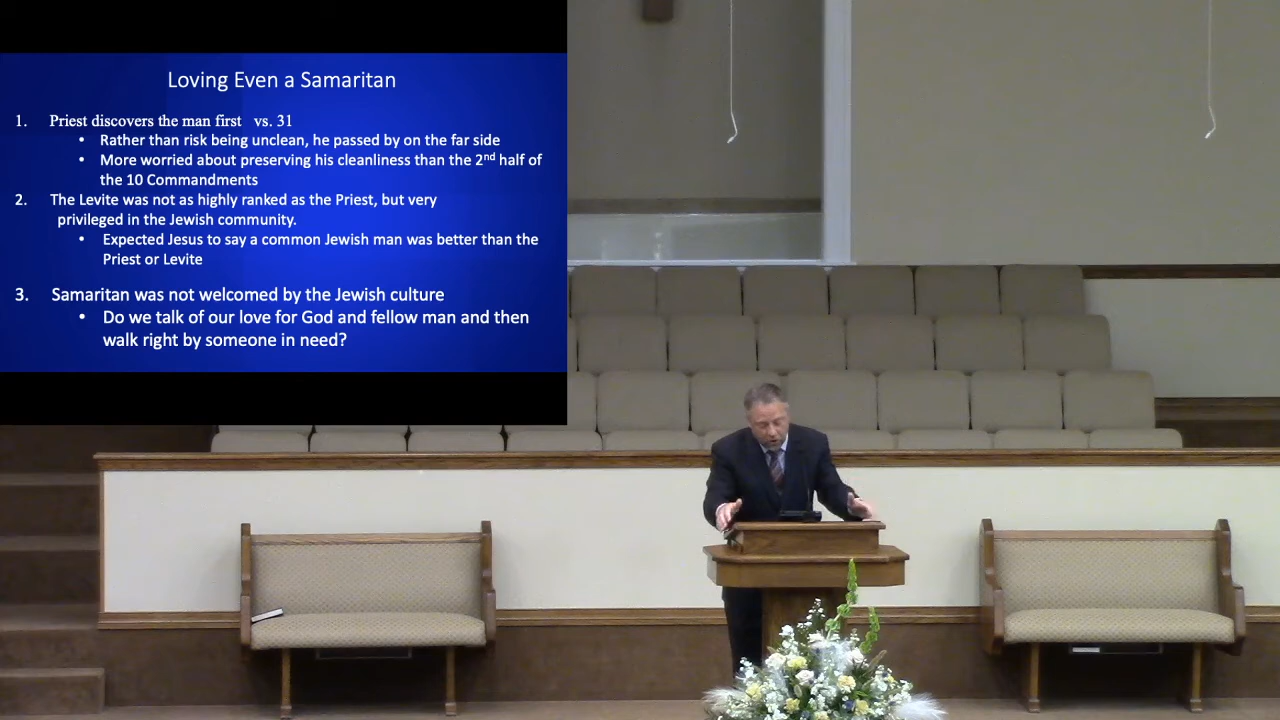 Loving Even a Samaritan
1. Priest discovers the man first vs. 31
• Rather than risk being unclean, he passed by on the far side
• More worried about preserving his cleanliness than the 2nd half of
the 10 Commandments
2. The Levite was not as highly ranked as the Priest, but very
privileged in the Jewish community.
• Expected Jesus to say a common Jewish man was better than the
Priest or Levite
3. Samaritan was not welcomed by the Jewish culture
• Do we talk of our love for God and fellow man and then
walk right by someone in need?